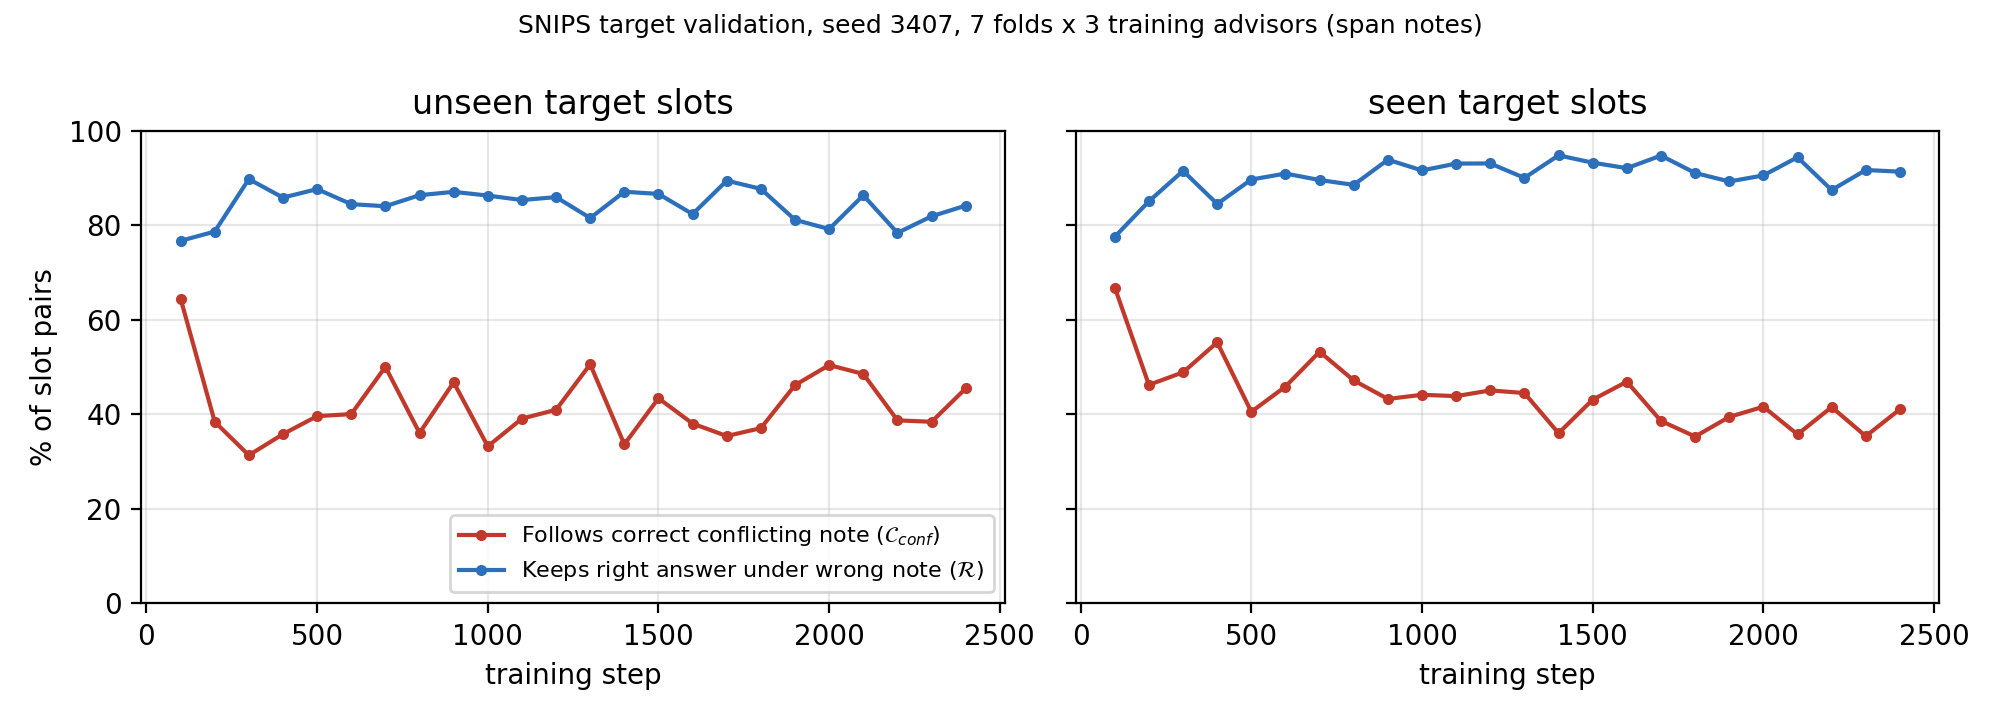 SNIPS target validation, seed 3407, 7 folds x 3 training advisors (span notes)
unseen target slots
seen target slots
% of slot pairs
100
80
60
40
20
0
Follows correct conflicting note (𝒞conf)
Keeps right answer under wrong note (ℛ)
0 500 1000 1500 2000 2500
0 500 1000 1500 2000 2500
training step
training step